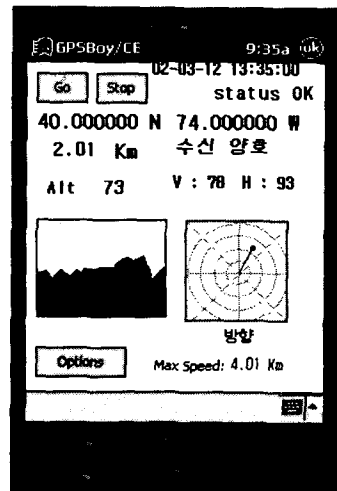 GPSBoy/CE 9:35a ok
02-03-12 13:35:00
Go Stop status OK
40.000000 N 74.000000 W
2.01 Km 수신 양호
Alt 73 V : 78 H : 93
방향
Options Max Speed: 4.01 Km